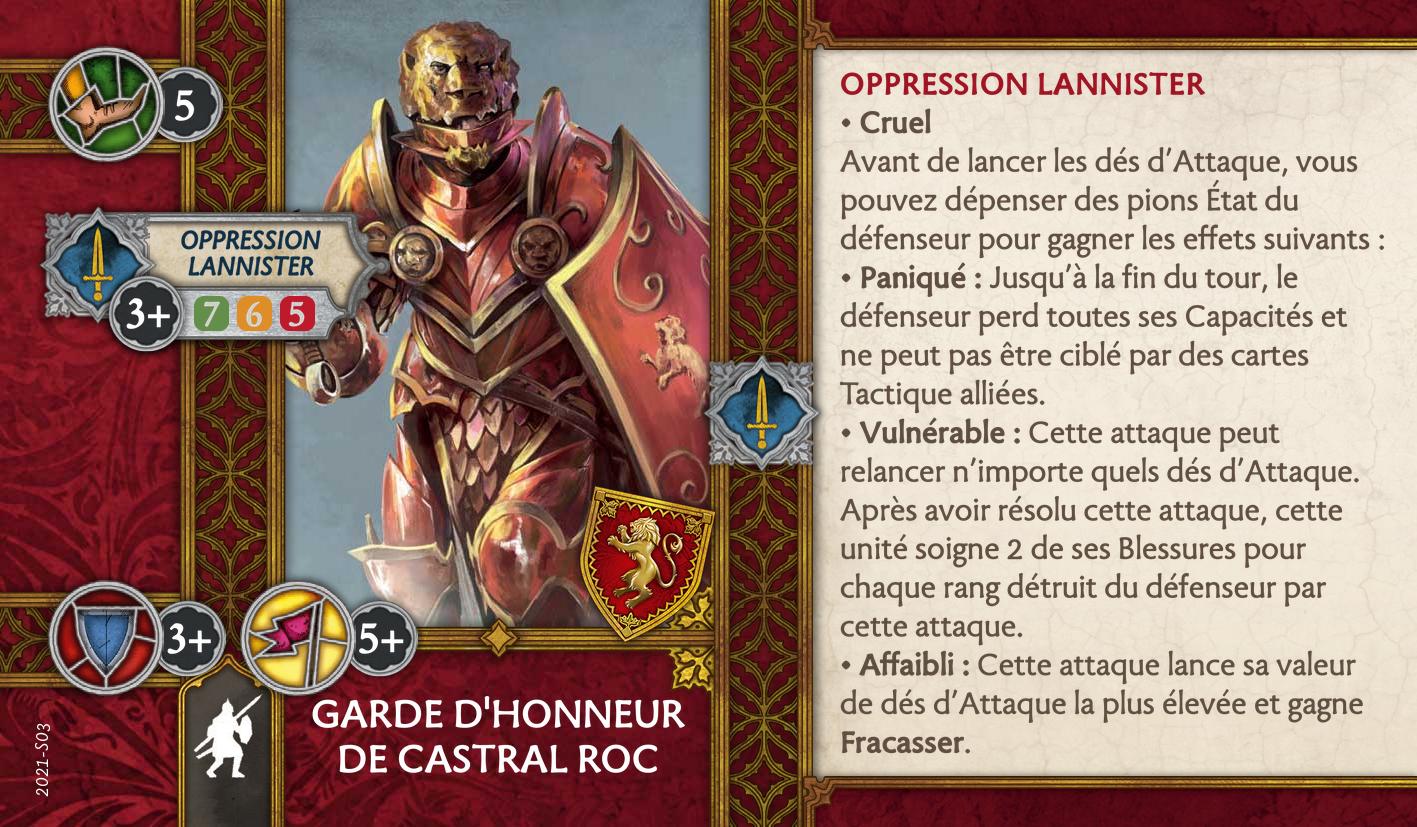 5
OPPRESSION
LANNISTER
3+ 7 6 5
3+ 5+
GARDE D'HONNEUR
DE CASTRAL ROC
2021-S03
OPPRESSION LANNISTER
• Cruel
Avant de lancer les dés d’Attaque, vous
pouvez dépenser des pions État du
défenseur pour gagner les effets suivants :
• Paniqué : Jusqu’à la fin du tour, le
défenseur perd toutes ses Capacités et
ne peut pas être ciblé par des cartes
Tactique alliées.
• Vulnérable : Cette attaque peut
relancer n’importe quels dés d’Attaque.
Après avoir résolu cette attaque, cette
unité soigne 2 de ses Blessures pour
chaque rang détruit du défenseur par
cette attaque.
• Affaibli : Cette attaque lance sa valeur
de dés d’Attaque la plus élevée et gagne
Fracasser.